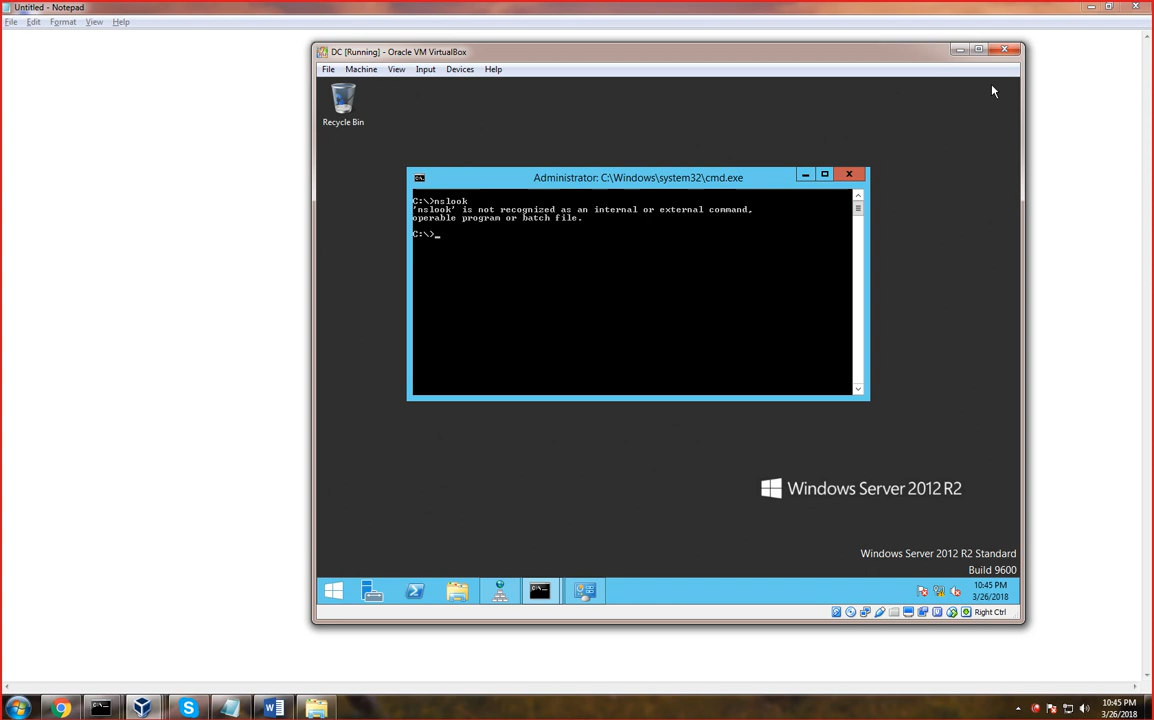 Untitled - Notepad
File Edit Format View Help
DC [Running] - Oracle VM VirtualBox
File Machine View Input Devices Help
Recycle Bin
Administrator: C:\Windows\system32\cmd.exe
C:\>nslook
'nslook' is not recognized as an internal or external command,
operable program or batch file.
C:\>_
Windows Server 2012 R2
Windows Server 2012 R2 Standard
Build 9600
10:45 PM
3/26/2018
Right Ctrl
10:45 PM
3/26/2018